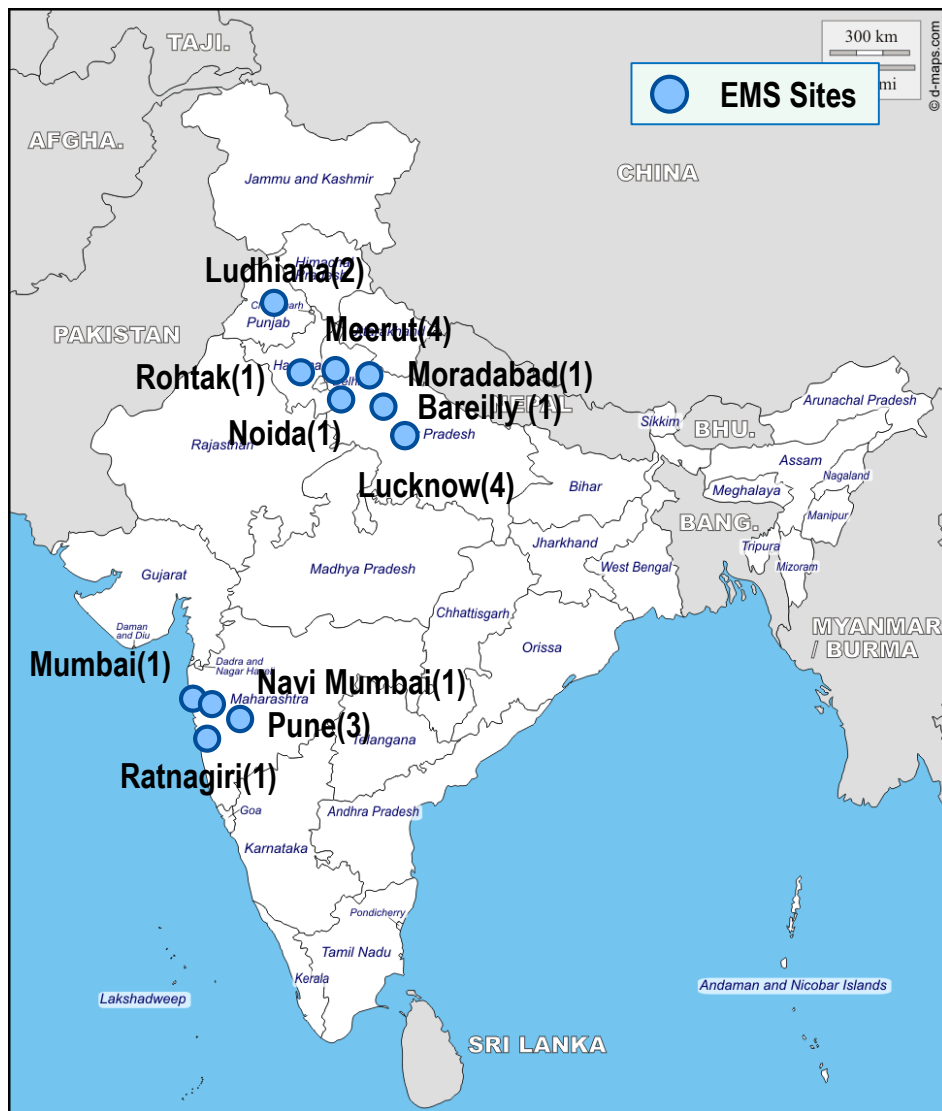 TAJI.
300 km
mi
© d-maps.com
EMS Sites
AFGHA.
CHINA
Jammu and Kashmir
Himachal
Pradesh
Ludhiana(2)
Punjab
PAKISTAN
Meerut(4)
Rohtak(1)
Moradabad(1)
NEPAL
Bareilly (1)
Noida(1)
Rajasthan
Pradesh
Lucknow(4)
Sikkim
BHU.
Arunachal Pradesh
Assam
Nagaland
Meghalaya
Manipur
Bihar
BANG.
Tripura
Mizoram
Jharkhand
West Bengal
Gujarat
Madhya Pradesh
Chhattisgarh
Orissa
MYANMAR
/ BURMA
Daman
and Diu
Dadra and
Nagar Haveli
Mumbai(1)
Navi Mumbai(1)
Maharashtra
Pune(3)
Telangana
Ratnagiri(1)
Goa
Andhra Pradesh
Karnataka
Pondicherry
Tamil Nadu
Kerala
Lakshadweep
Andaman and Nicobar Islands
SRI LANKA